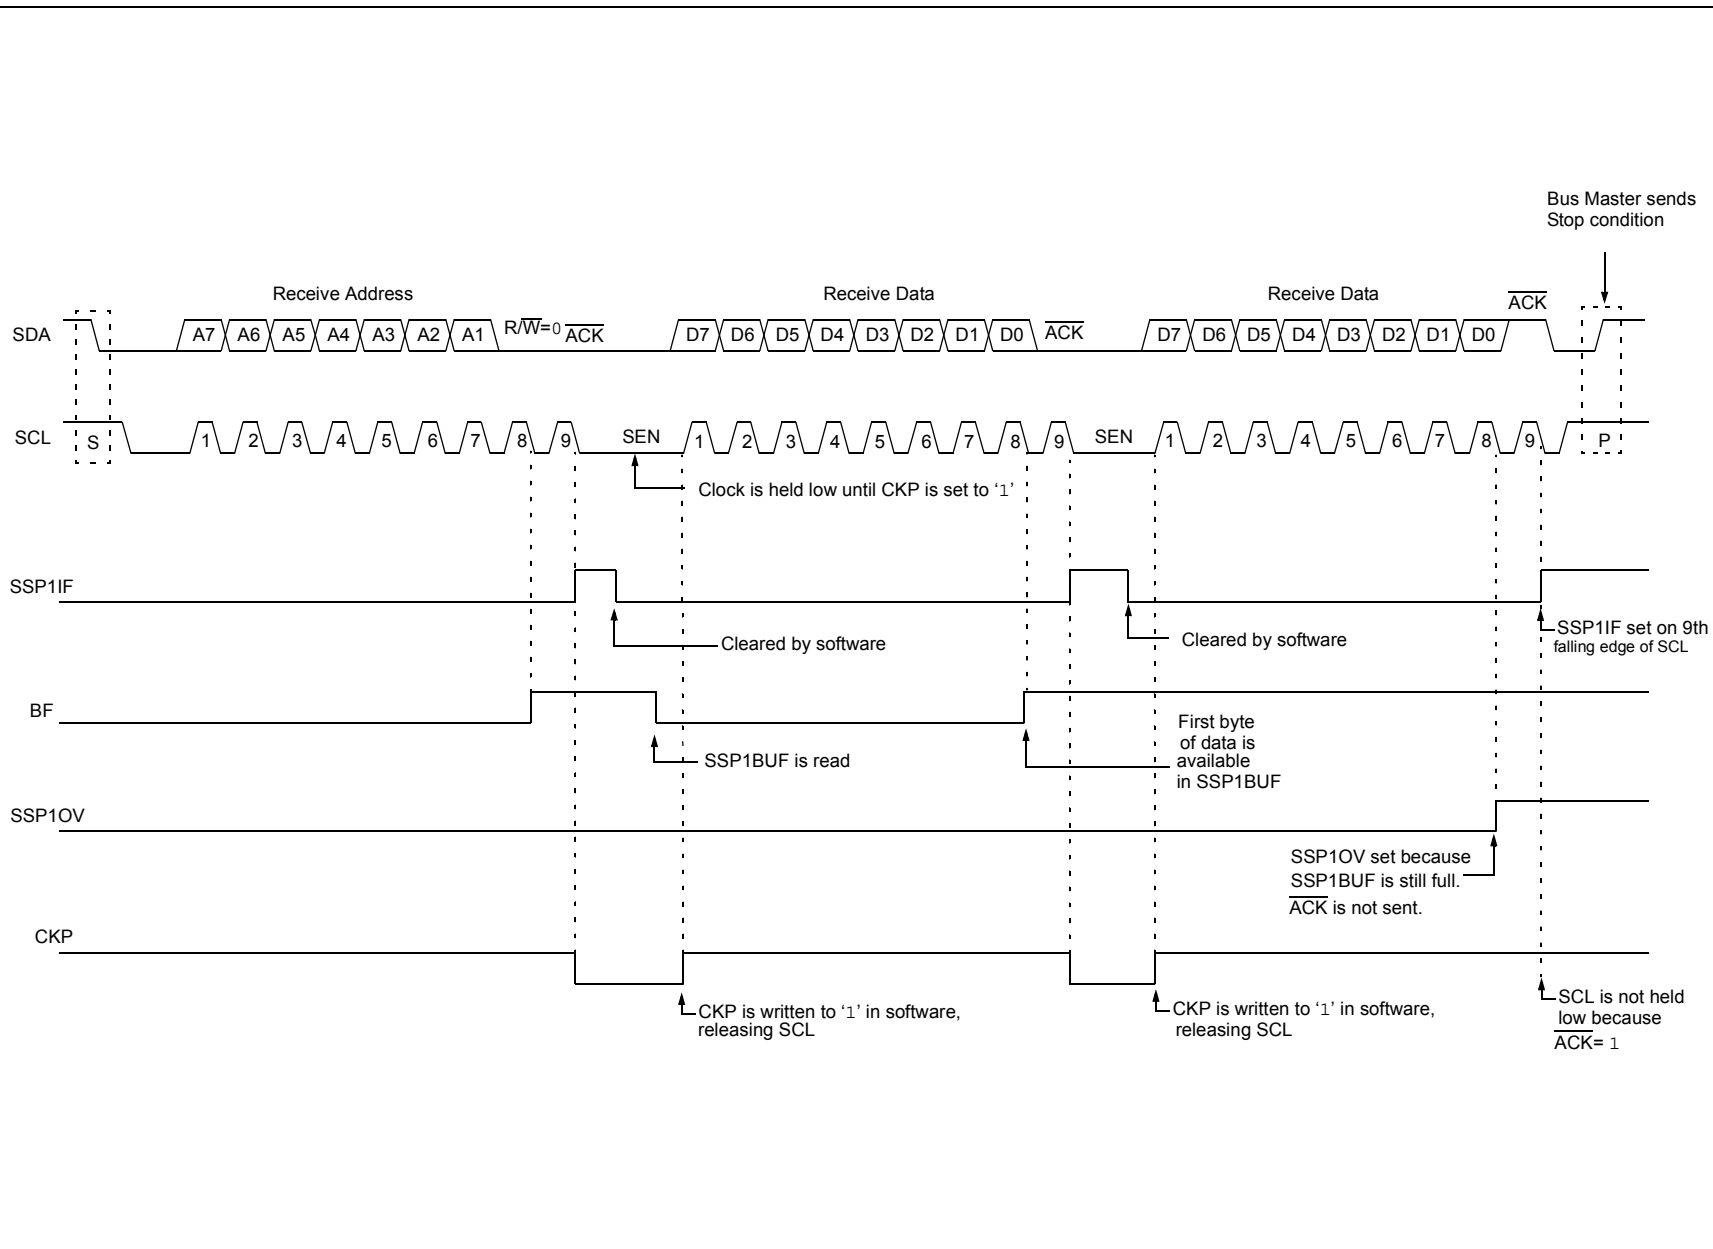 Bus Master sends
Stop condition
Receive Address
Receive Data
Receive Data
ACK
SDA
A7 A6 A5 A4 A3 A2 A1 R/W=0 ACK
D7 D6 D5 D4 D3 D2 D1 D0 ACK
D7 D6 D5 D4 D3 D2 D1 D0
SCL
S 1 2 3 4 5 6 7 8 9 SEN 1 2 3 4 5 6 7 8 9 SEN 1 2 3 4 5 6 7 8 9 P
Clock is held low until CKP is set to ‘1’
SSP1IF
Cleared by software
Cleared by software
SSP1IF set on 9th
falling edge of SCL
BF
SSP1BUF is read
First byte
of data is
available
in SSP1BUF
SSP1OV
SSP1OV set because
SSP1BUF is still full.
ACK is not sent.
CKP
CKP is written to ‘1’ in software,
releasing SCL
CKP is written to ‘1’ in software,
releasing SCL
SCL is not held
low because
ACK= 1